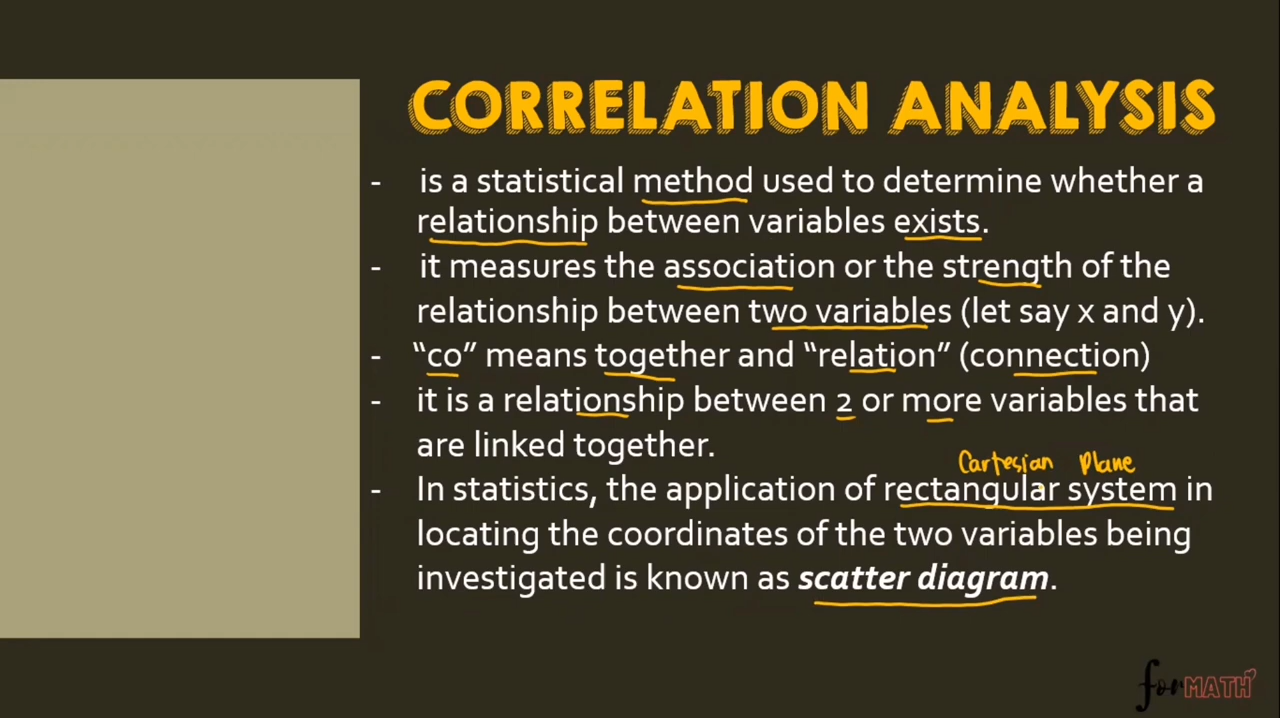 CORRELATION ANALYSIS
- is a statistical method used to determine whether a
relationship between variables exists.
- it measures the association or the strength of the
relationship between two variables (let say x and y).
- “co” means together and “relation” (connection)
- it is a relationship between 2 or more variables that
are linked together.
Cartesian Plane
- In statistics, the application of rectangular system in
locating the coordinates of the two variables being
investigated is known as scatter diagram.
forMATH